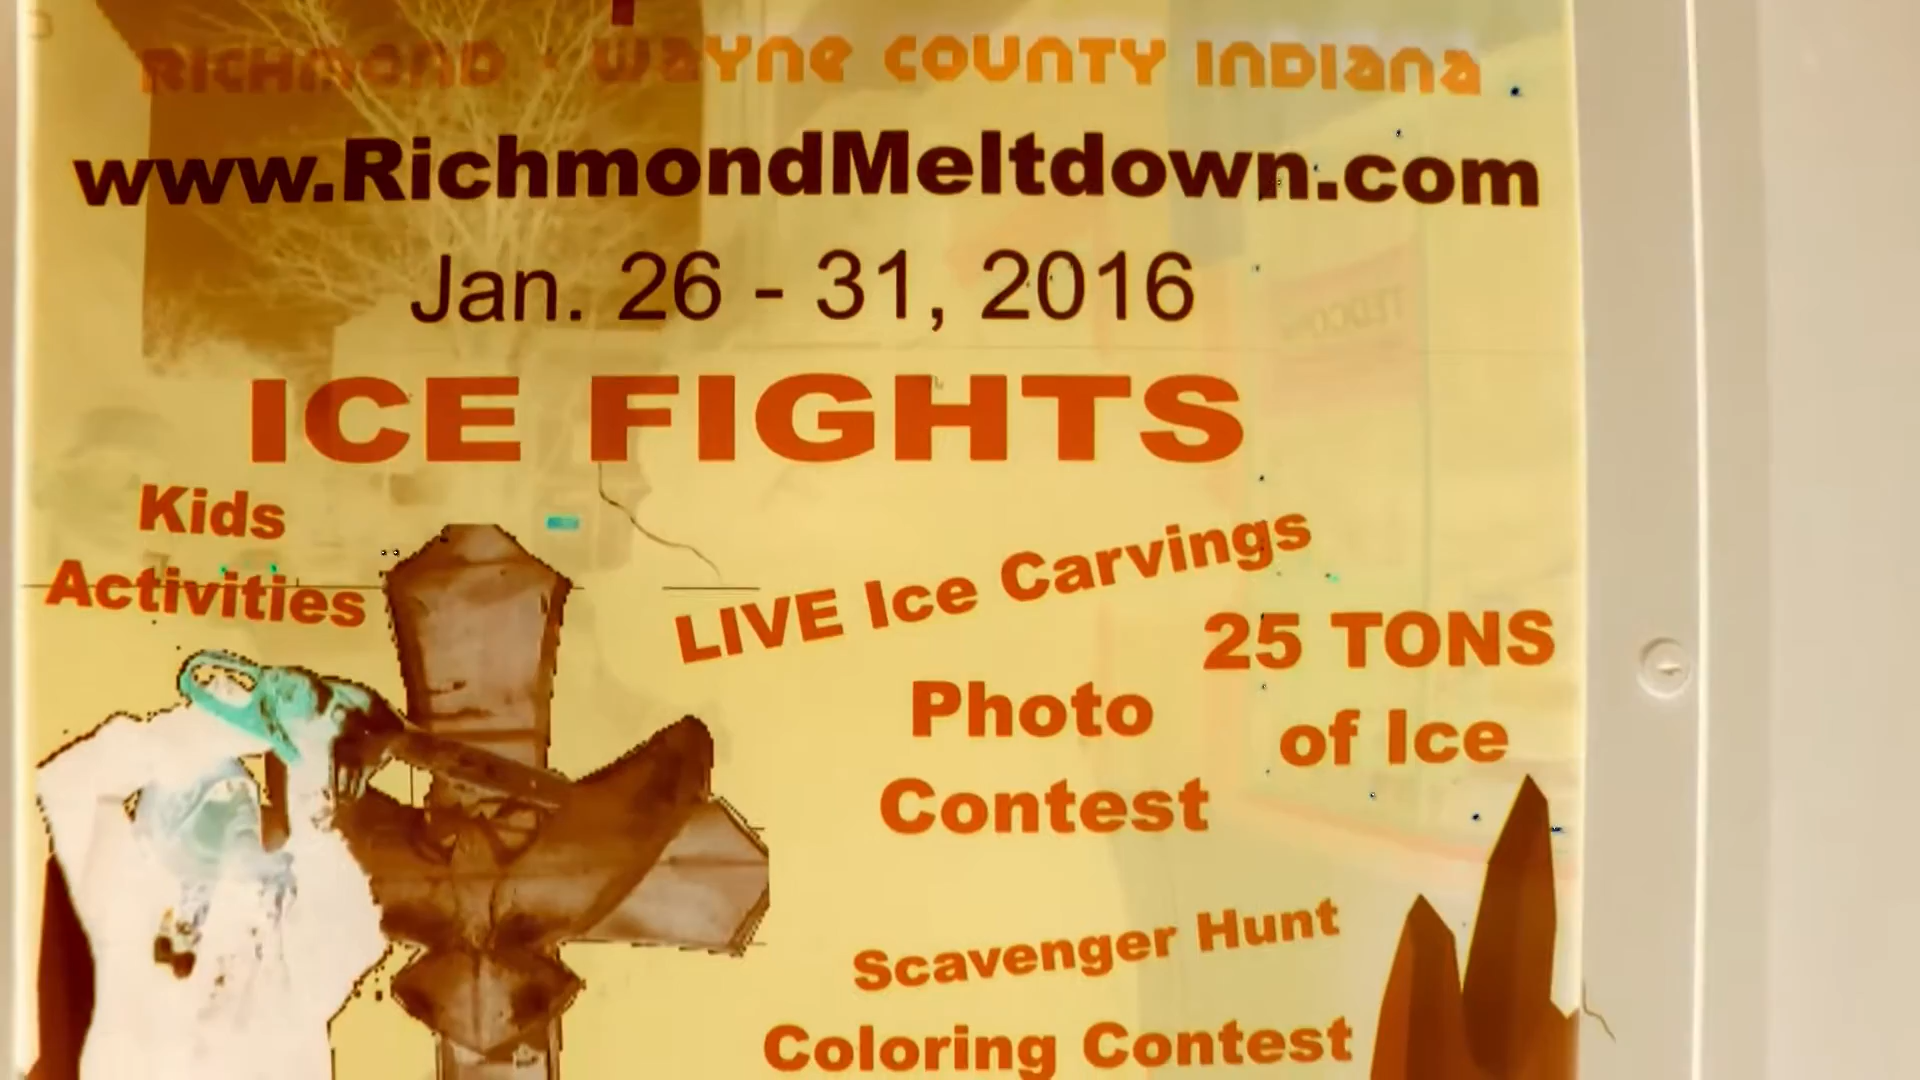 RICHMOND - WAYNE COUNTY INDIANA
www.RichmondMeltdown.com
Jan. 26 - 31, 2016
ICE FIGHTS
Kids
Activities
LIVE Ice Carvings
25 TONS
of Ice
Photo
Contest
Scavenger Hunt
Coloring Contest